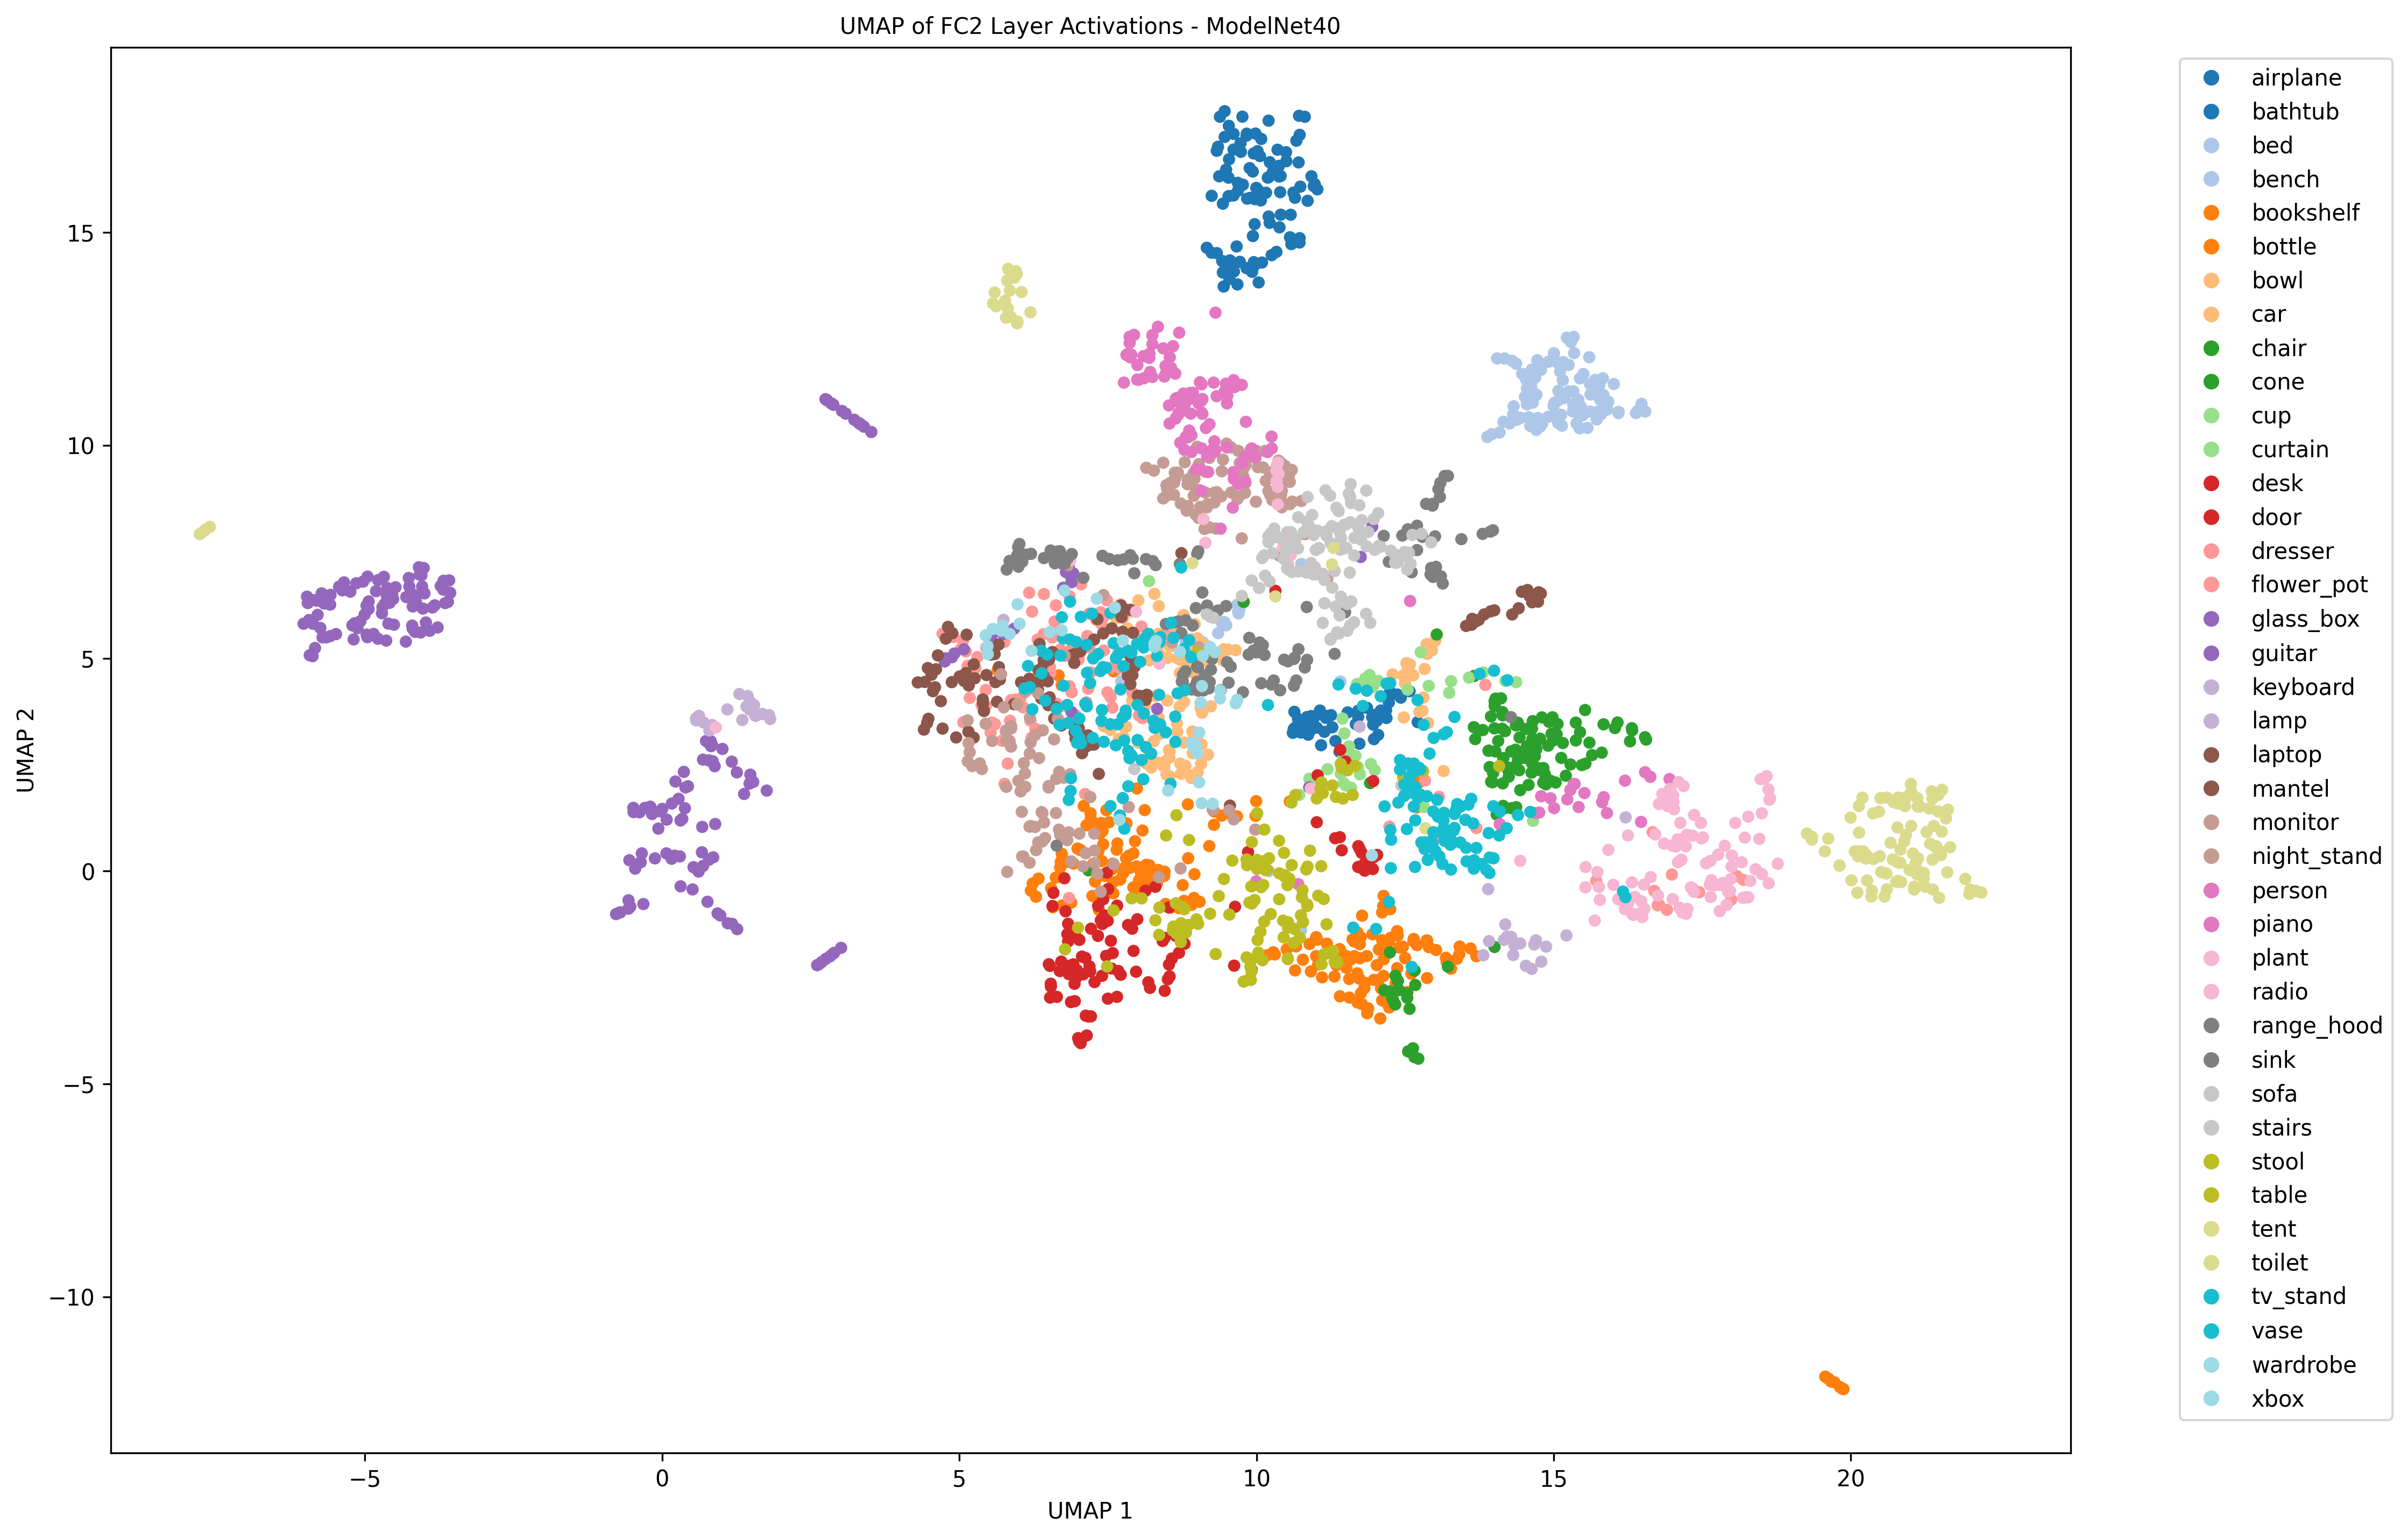 UMAP of FC2 Layer Activations - ModelNet40
15
10
5
0
−5
−10
UMAP 2
−5
0
5
10
15
20
UMAP 1
airplane
bathtub
bed
bench
bookshelf
bottle
bowl
car
chair
cone
cup
curtain
desk
door
dresser
flower_pot
glass_box
guitar
keyboard
lamp
laptop
mantel
monitor
night_stand
person
piano
plant
radio
range_hood
sink
sofa
stairs
stool
table
tent
toilet
tv_stand
vase
wardrobe
xbox